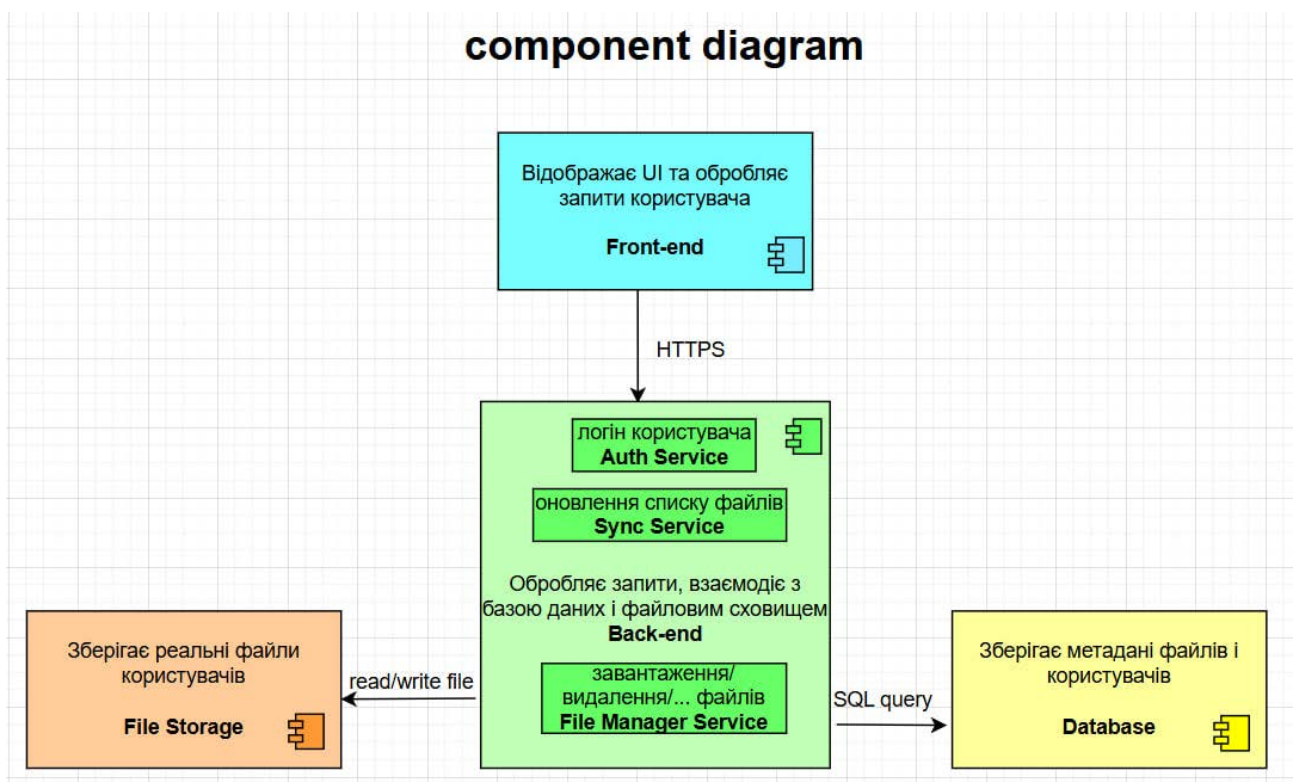 component diagram
Відображає UI та обробляє
запити користувача
Front-end
HTTPS
логін користувача
Auth Service
оновлення списку файлів
Sync Service
Обробляє запити, взаємодіє з
базою даних і файловим сховищем
Back-end
завантаження/
видалення/... файлів
File Manager Service
Зберігає реальні файли
користувачів
File Storage
read/write file
SQL query
Зберігає метадані файлів і
користувачів
Database